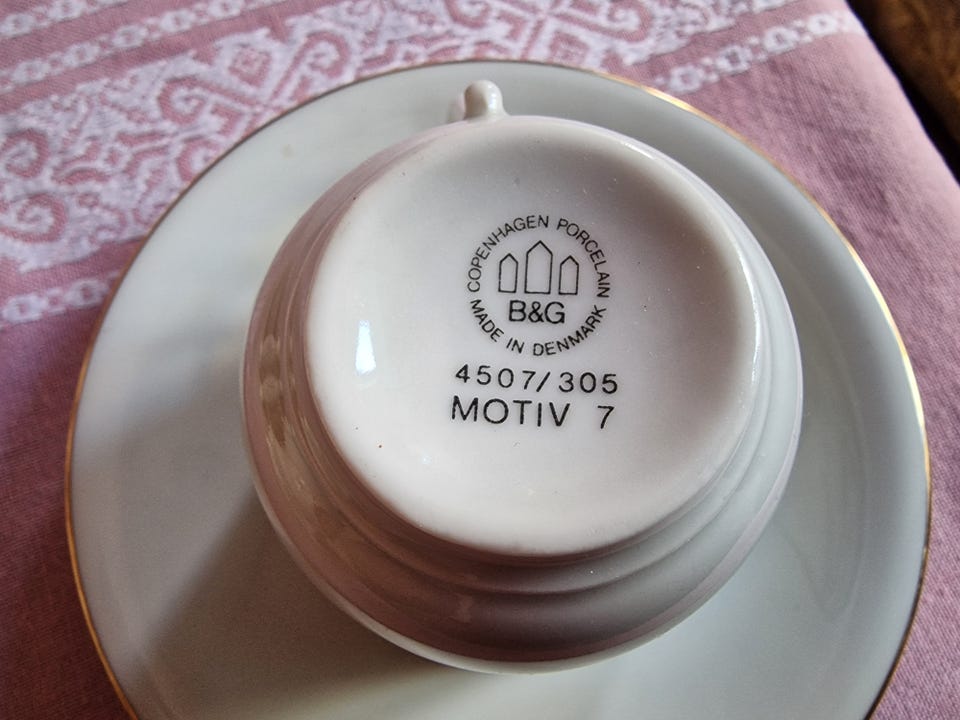 COPENHAGEN PORCELAIN
B&G
MADE IN DENMARK
4507/305
MOTIV 7